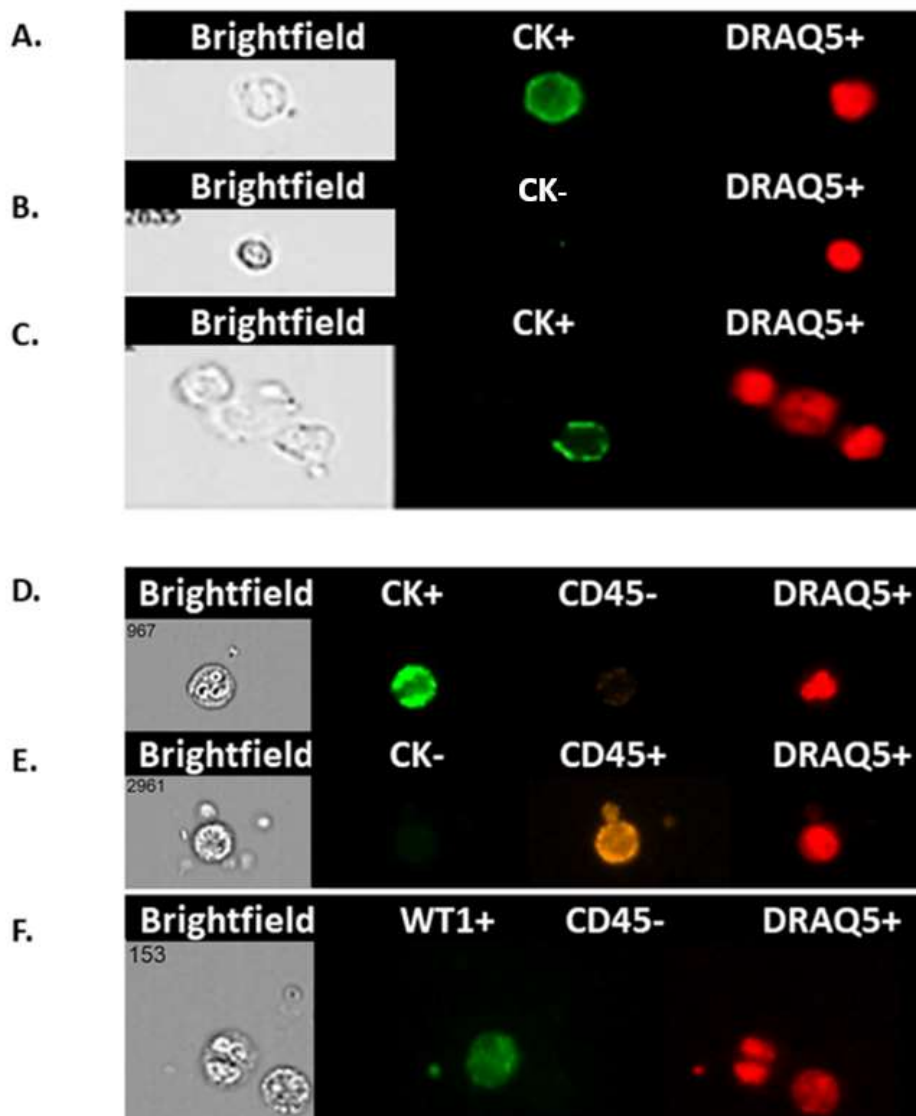 A.
Brightfield CK+ DRAQ5+
B.
Brightfield CK- DRAQ5+
C.
Brightfield CK+ DRAQ5+
D.
Brightfield CK+ CD45- DRAQ5+
967
E.
Brightfield CK- CD45+ DRAQ5+
2961
F.
Brightfield WT1+ CD45- DRAQ5+
153